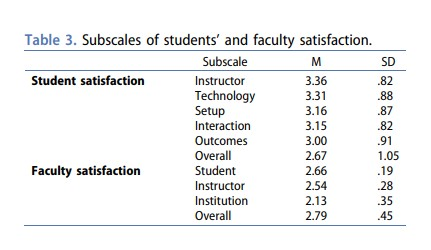 Table 3. Subscales of students' and faculty satisfaction.
Subscale M SD
Student satisfaction Instructor 3.36 .82
Technology 3.31 .88
Setup 3.16 .87
Interaction 3.15 .82
Outcomes 3.00 .91
Overall 2.67 1.05
Faculty satisfaction Student 2.66 .19
Instructor 2.54 .28
Institution 2.13 .35
Overall 2.79 .45